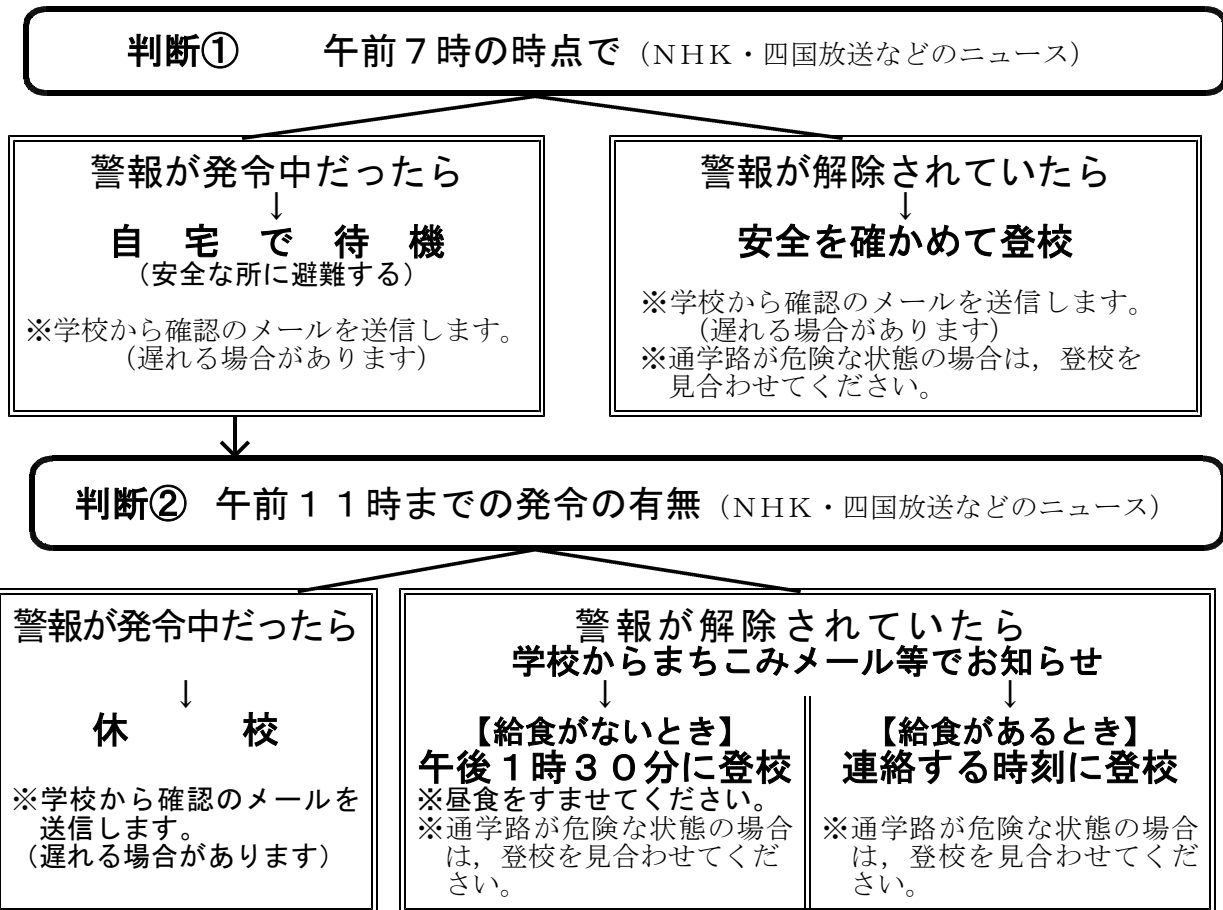 判断①　　午前７時の時点で（ＮＨＫ・四国放送などのニュース）
警報が発令中だったら
↓
自　宅　で　待　機
（安全な所に避難する）
※学校から確認のメールを送信します。
（遅れる場合があります）
警報が解除されていたら
↓
安全を確かめて登校
※学校から確認のメールを送信します。
（遅れる場合があります）
※通学路が危険な状態の場合は，登校を
見合わせてください。
判断②　午前１１時までの発令の有無（ＮＨＫ・四国放送などのニュース）
警報が発令中だったら
↓
休　　　校
※学校から確認のメールを
送信します。
（遅れる場合があります）
警報が解除されていたら
学校からまちこみメール等でお知らせ
↓
【給食がないとき】
午後１時３０分に登校
※昼食をすませてください。
※通学路が危険な状態の場合
は，登校を見合わせてくだ
さい。
↓
【給食があるとき】
連絡する時刻に登校
※通学路が危険な状態の場合
は，登校を見合わせてくだ
さい。